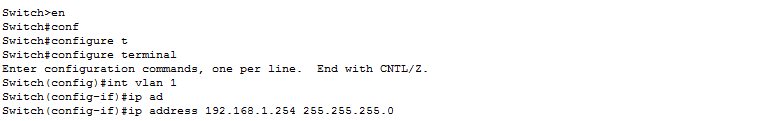 Switch>en
Switch#conf
Switch#configure t
Switch#configure terminal
Enter configuration commands, one per line.  End with CNTL/Z.
Switch(config)#int vlan 1
Switch(config-if)#ip ad
Switch(config-if)#ip address 192.168.1.254 255.255.255.0